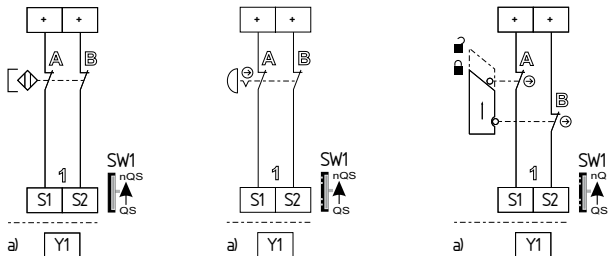 + +
A B
1
SW1
nQS
QS
S1 S2
a) Y1
+ +
A B
1
SW1
nQS
QS
S1 S2
a) Y1
+ +
A
B
1
SW1
nQ
QS
S1 S2
a) Y1